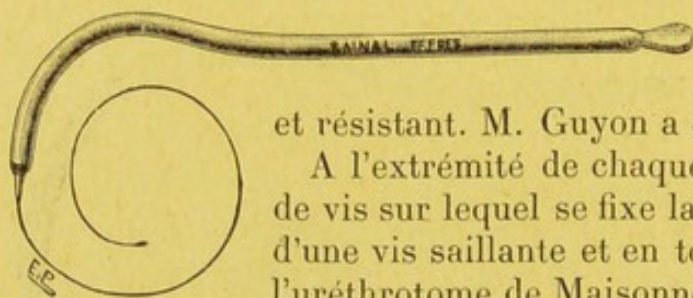 RAINAL FRERES
et résistant. M. Guyon a
A l'extrémité de chaque
de vis sur lequel se fixe la
d'une vis saillante et en
l'uréthrotome de
E.P.